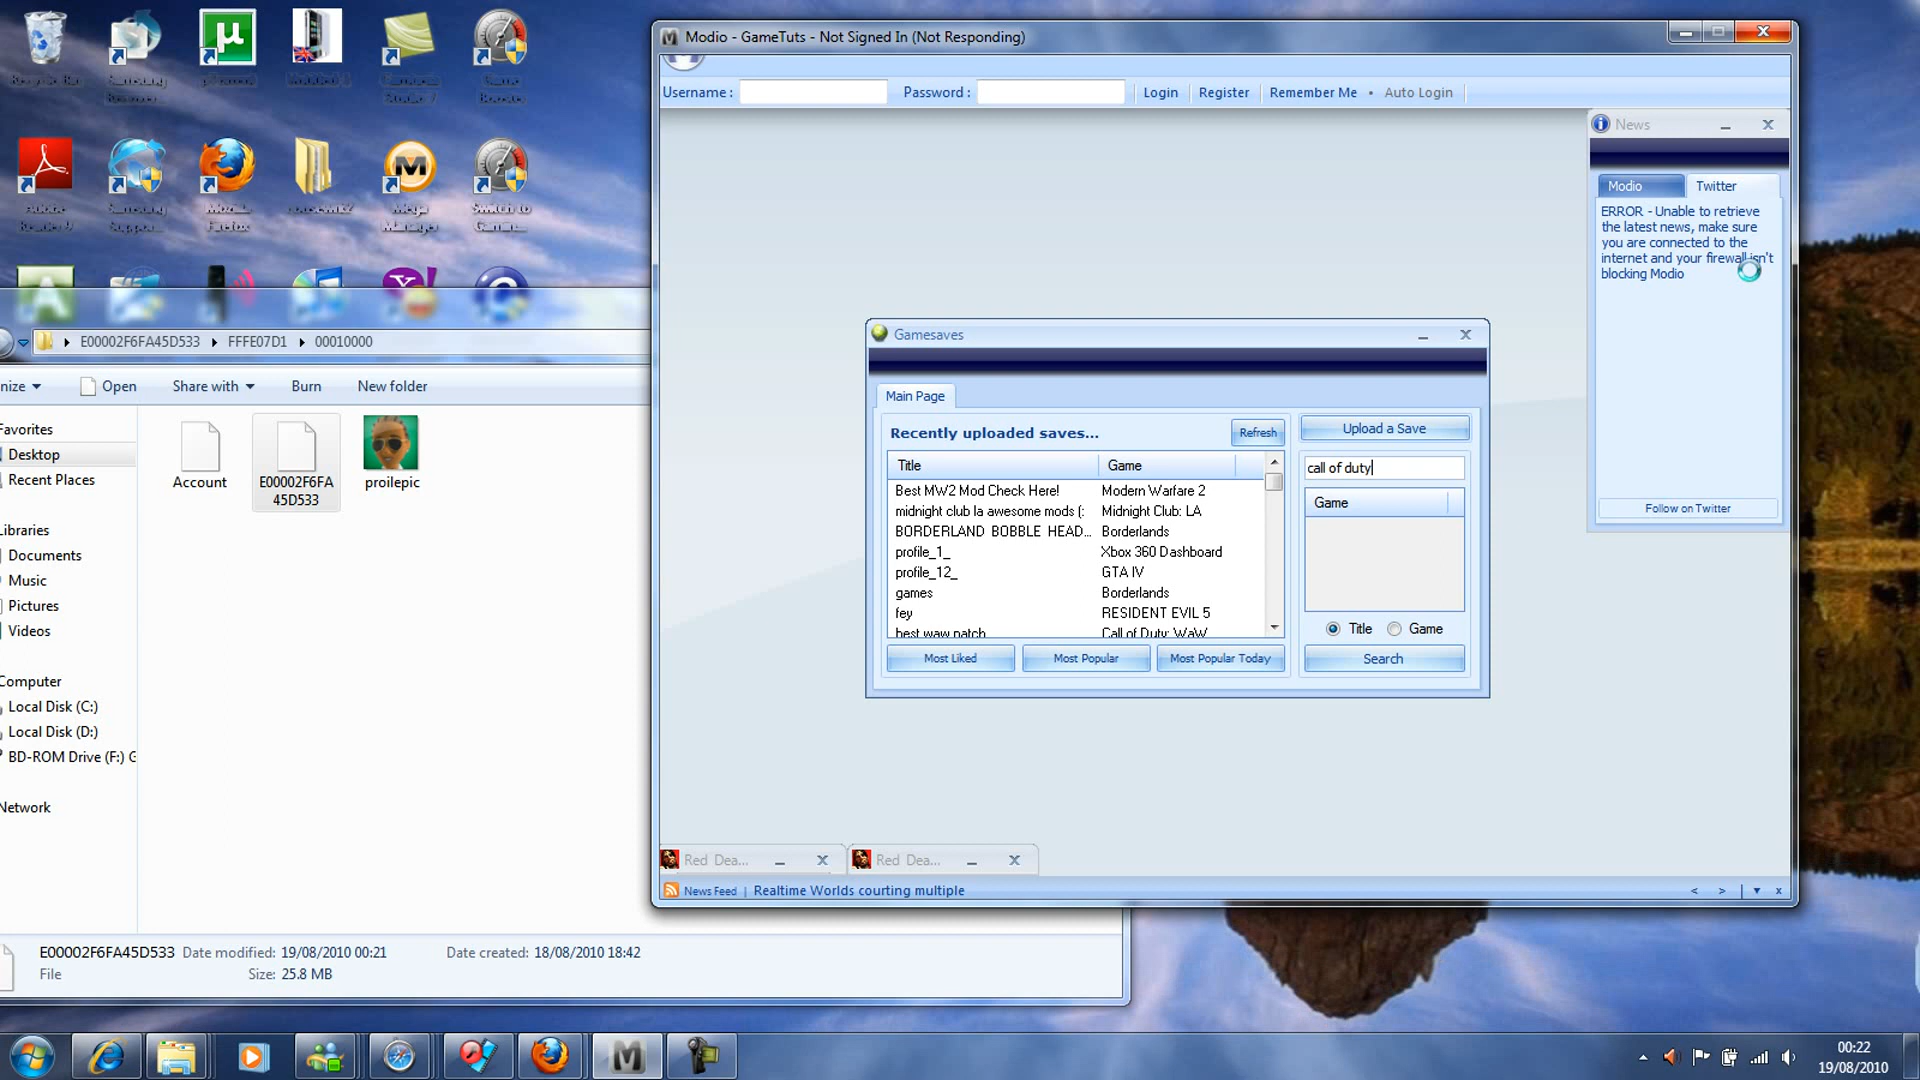 Modio - GameTuts - Not Signed In (Not Responding)
Username :
Password :
Login
Register
Remember Me • Auto Login
News
Modio
Twitter
ERROR - Unable to retrieve
the latest news, make sure
you are connected to the
internet and your firewall isn't
blocking Modio
Follow on Twitter
Gamesaves
Main Page
Recently uploaded saves...
Refresh
Title Game
Best MW2 Mod Check Here! Modern Warfare 2
midnight club la awesome mods (: Midnight Club: LA
BORDERLAND BOBBLE HEAD... Borderlands
profile_1_ Xbox 360 Dashboard
profile_12_ GTA IV
games Borderlands
fey RESIDENT EVIL 5
best waw patch Call of Duty: WaW
Most Liked
Most Popular
Most Popular Today
Upload a Save
call of duty
Game
Title Game
Search
Red Dea...
Red Dea...
News Feed | Realtime Worlds courting multiple
E00002F6FA45D533 FFFE07D1 00010000
nize Open Share with Burn New folder
Favorites
Desktop
Recent Places
Libraries
Documents
Music
Pictures
Videos
Computer
Local Disk (C:)
Local Disk (D:)
BD-ROM Drive (F:) G
Network
Account
E00002F6FA
45D533
proilepic
E00002F6FA45D533 Date modified: 19/08/2010 00:21 Date created: 18/08/2010 18:42
File Size: 25.8 MB
00:22
19/08/2010